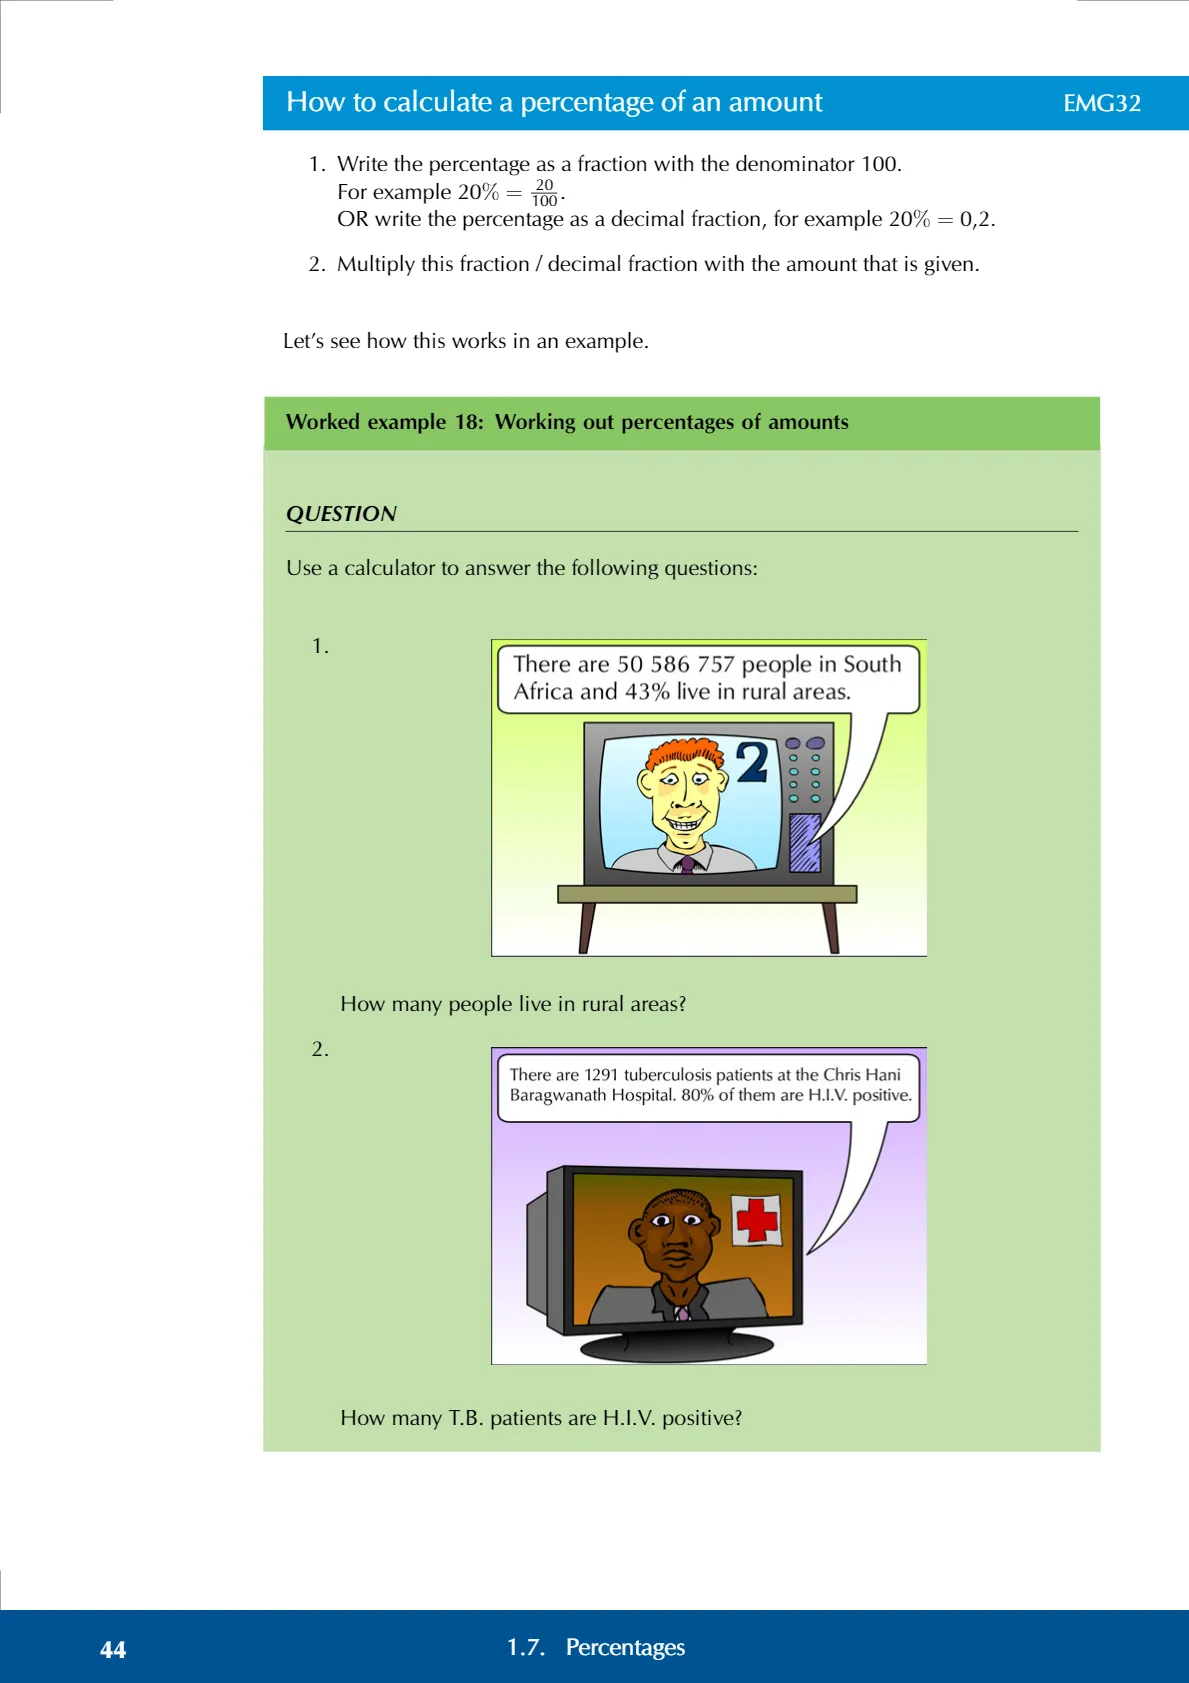 How to calculate a percentage of an amount EMG32
1. Write the percentage as a fraction with the denominator 100.
For example 20% = 20/100.
OR write the percentage as a decimal fraction, for example 20% = 0,2.
2. Multiply this fraction / decimal fraction with the amount that is given.
Let’s see how this works in an example.
Worked example 18: Working out percentages of amounts
QUESTION
Use a calculator to answer the following questions:
1.
There are 50 586 757 people in South
Africa and 43% live in rural areas.
2
How many people live in rural areas?
2.
There are 1291 tuberculosis patients at the Chris Hani
Baragwanath Hospital. 80% of them are H.I.V. positive.
How many T.B. patients are H.I.V. positive?
44 1.7. Percentages